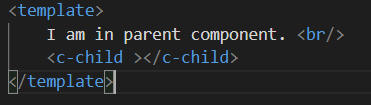 <template>
I am in parent component. <br/>
<c-child ></c-child>
</template>